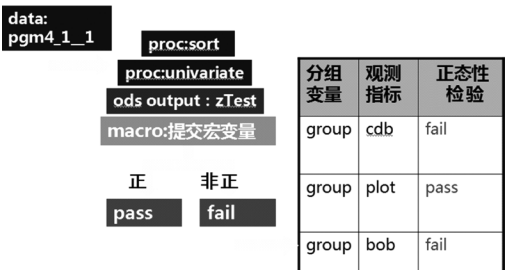 data:
pgm4_1__1
proc:sort
proc:univariate
ods output：zTest
macro:提交宏变量
正 非正
pass fail
分组变量 观测指标 正态性检验
group cdb fail
group plot pass
group bob fail